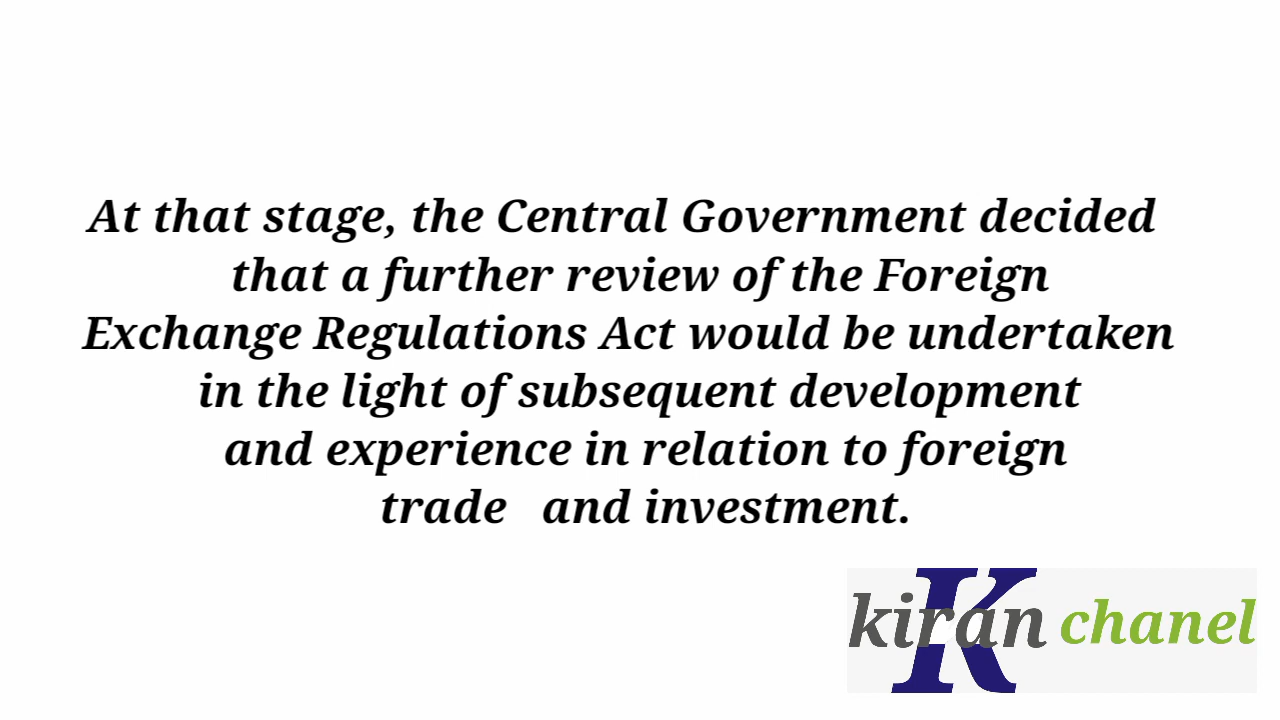 At that stage, the Central Government decided
that a further review of the Foreign
Exchange Regulations Act would be undertaken
in the light of subsequent development
and experience in relation to foreign
trade   and investment.
K
kiran chanel